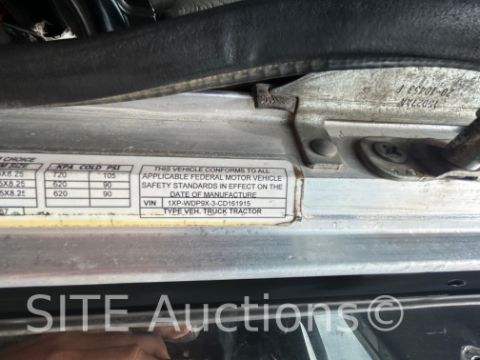 CHOICE
KPA COLD PSI
X8.25 720 105
X8.25 620 90
X8.25 620 90
THIS VEHICLE CONFORMS TO ALL
APPLICABLE FEDERAL MOTOR VEHICLE
SAFETY STANDARDS IN EFFECT ON THE
DATE OF MANUFACTURE
VIN 1XP-WDP9X-3-CD161915
TYPE VEH. TRUCK TRACTOR
SITE Auctions